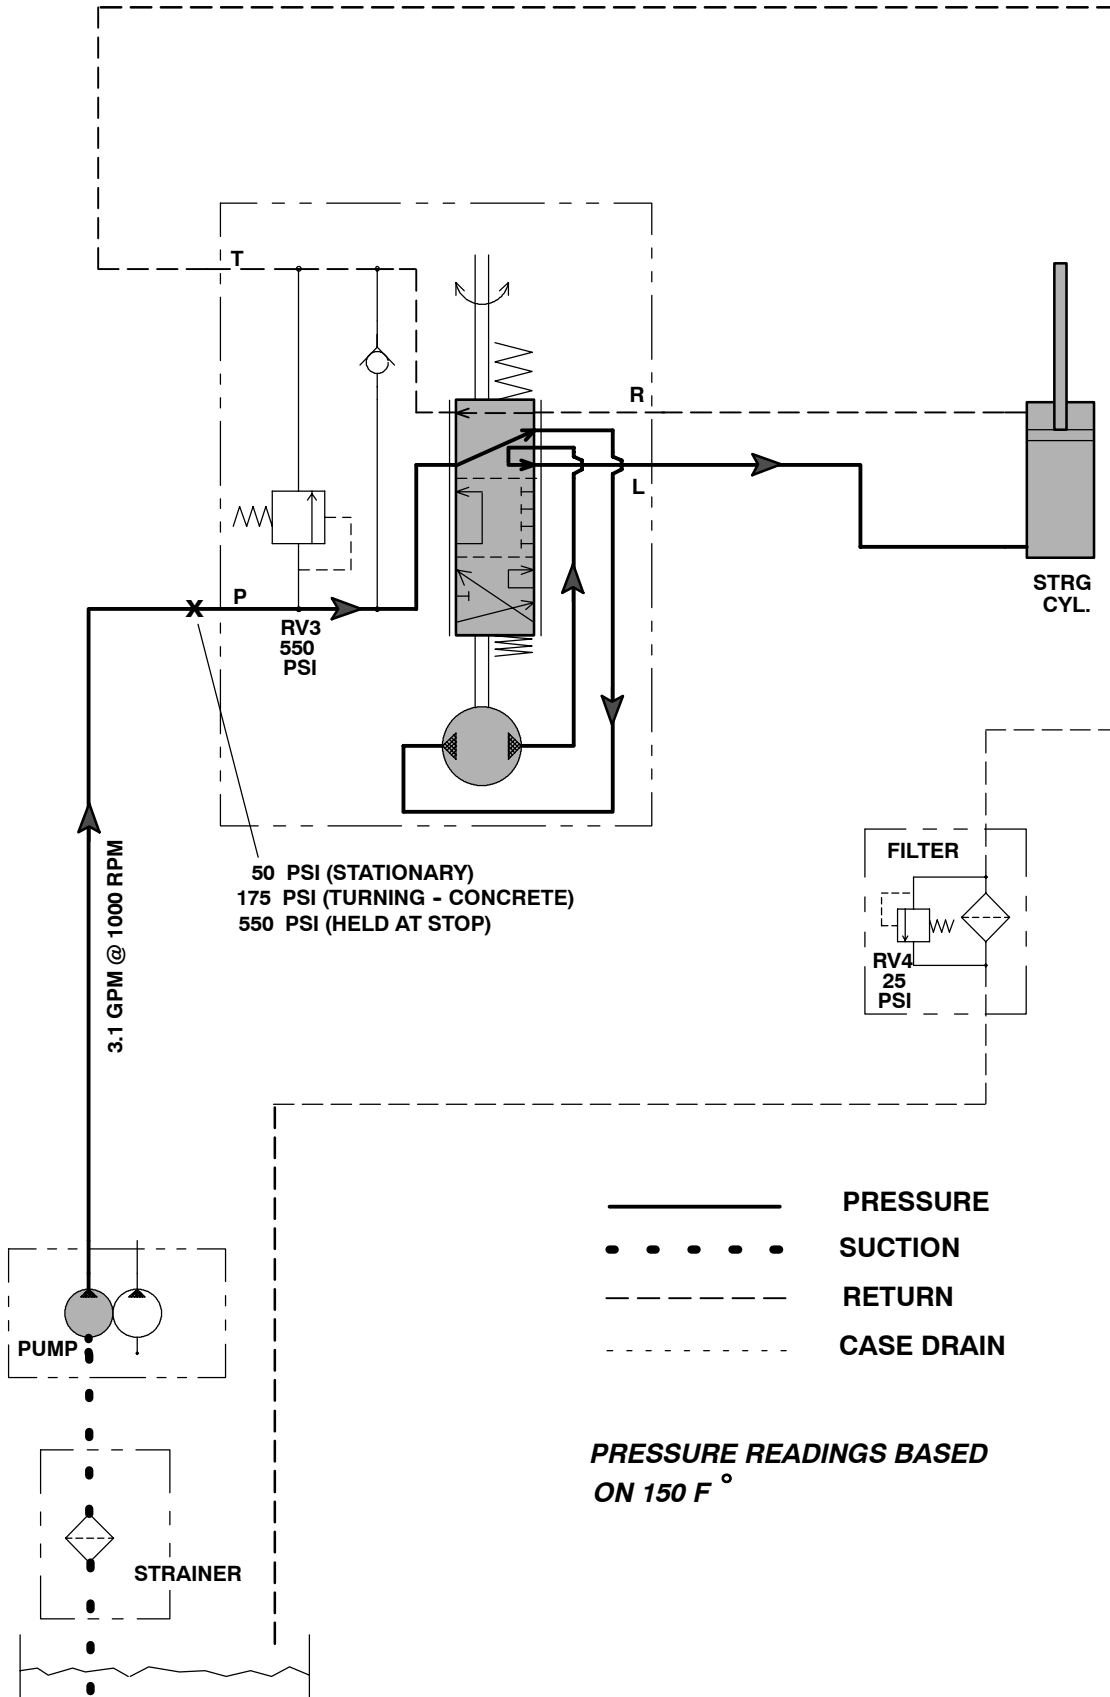 T
R
L
P
RV3
550
PSI
STRG
CYL.
50 PSI (STATIONARY)
175 PSI (TURNING - CONCRETE)
550 PSI (HELD AT STOP)
3.1 GPM @ 1000 RPM
FILTER
RV4
25
PSI
PRESSURE
SUCTION
RETURN
CASE DRAIN
PUMP
PRESSURE READINGS BASED
ON 150 F °
STRAINER